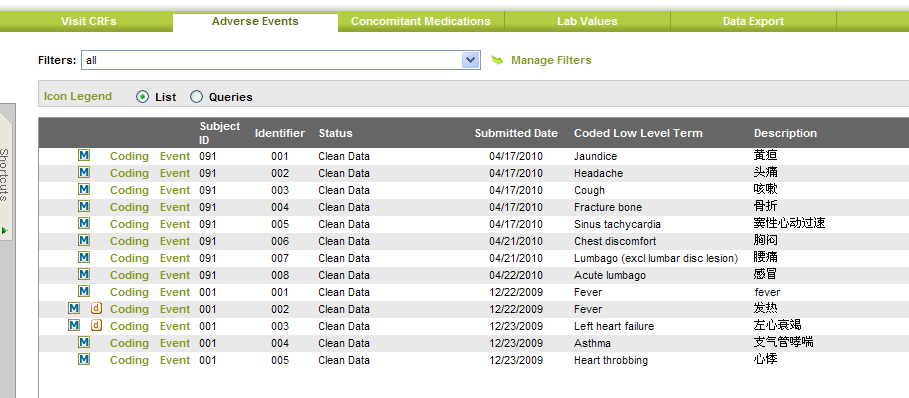 Visit CRFs Adverse Events Concomitant Medications Lab Values Data Export
Filters: all Manage Filters
Icon Legend List Queries
Shortcuts
Subject ID Identifier Status Submitted Date Coded Low Level Term Description
M Coding Event 091 001 Clean Data 04/17/2010 Jaundice 黄疸
M Coding Event 091 002 Clean Data 04/17/2010 Headache 头痛
M Coding Event 091 003 Clean Data 04/17/2010 Cough 咳嗽
M Coding Event 091 004 Clean Data 04/17/2010 Fracture bone 骨折
M Coding Event 091 005 Clean Data 04/17/2010 Sinus tachycardia 窦性心动过速
M Coding Event 091 006 Clean Data 04/21/2010 Chest discomfort 胸闷
M Coding Event 091 007 Clean Data 04/21/2010 Lumbago (excl lumbar disc lesion) 腰痛
M Coding Event 091 008 Clean Data 04/22/2010 Acute lumbago 感冒
M Coding Event 001 001 Clean Data 12/22/2009 Fever fever
M d Coding Event 001 002 Clean Data 12/22/2009 Fever 发热
M d Coding Event 001 003 Clean Data 12/23/2009 Left heart failure 左心衰竭
M Coding Event 001 004 Clean Data 12/23/2009 Asthma 支气管哮喘
M Coding Event 001 005 Clean Data 12/23/2009 Heart throbbing 心悸